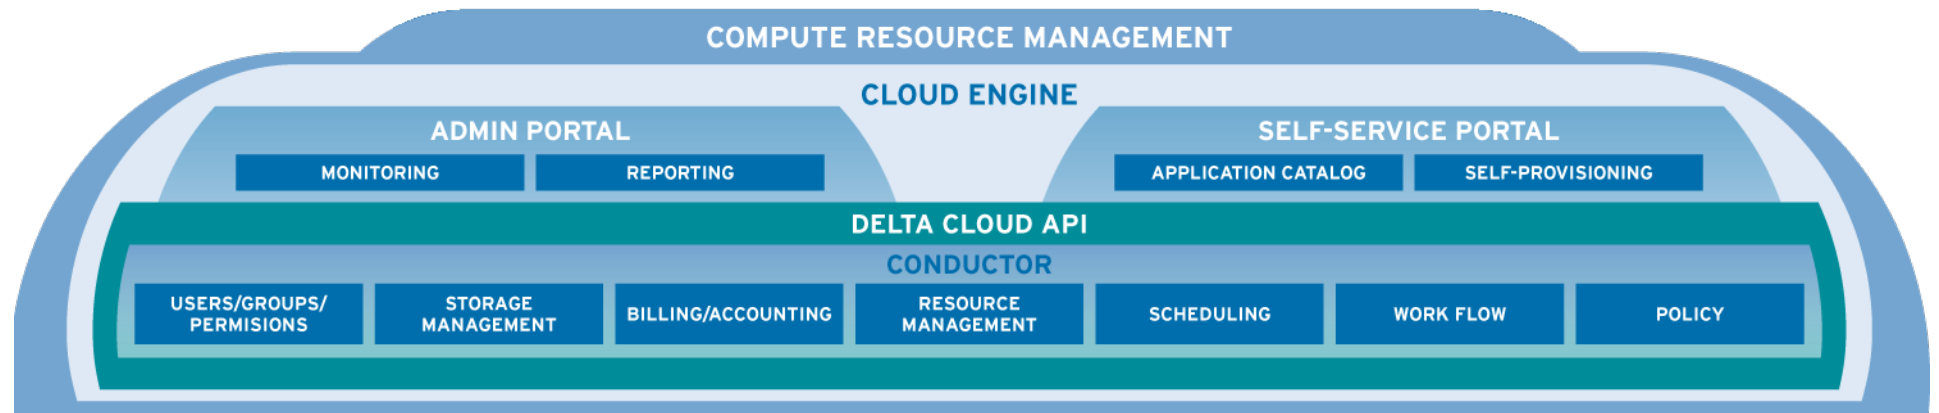 COMPUTE RESOURCE MANAGEMENT
CLOUD ENGINE
ADMIN PORTAL
MONITORING
REPORTING
SELF-SERVICE PORTAL
APPLICATION CATALOG
SELF-PROVISIONING
DELTA CLOUD API
CONDUCTOR
USERS/GROUPS/
PERMISIONS
STORAGE
MANAGEMENT
BILLING/ACCOUNTING
RESOURCE
MANAGEMENT
SCHEDULING
WORK FLOW
POLICY